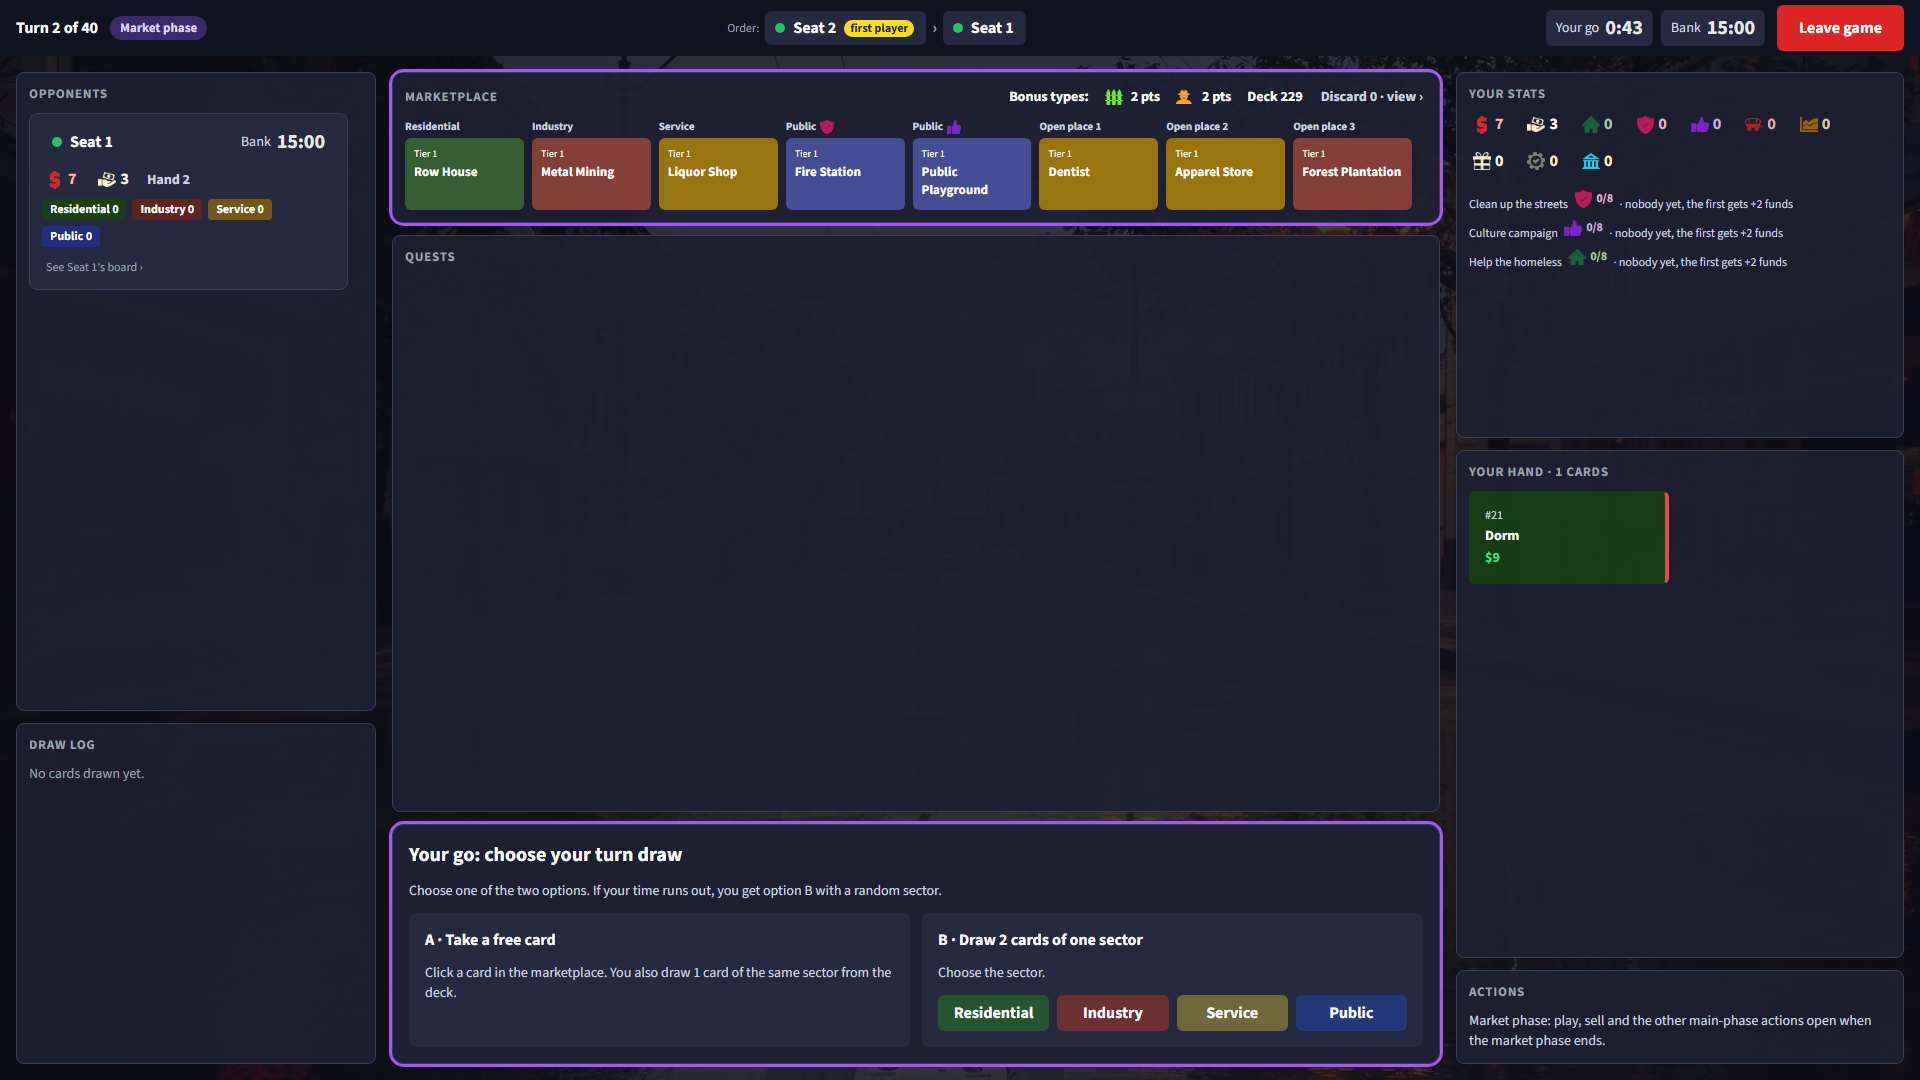 Turn 2 of 40
Market phase
Order:
Seat 2
first player
›
Seat 1
Your go 0:43
Bank 15:00
Leave game
OPPONENTS
Seat 1
Bank 15:00
7
3
Hand 2
Residential 0
Industry 0
Service 0
Public 0
See Seat 1's board ›
DRAW LOG
No cards drawn yet.
MARKETPLACE
Bonus types:
2 pts
2 pts
Deck 229
Discard 0 · view ›
Residential
Tier 1
Row House
Industry
Tier 1
Metal Mining
Service
Tier 1
Liquor Shop
Public
Tier 1
Fire Station
Public
Tier 1
Public
Playground
Open place 1
Tier 1
Dentist
Open place 2
Tier 1
Apparel Store
Open place 3
Tier 1
Forest Plantation
QUESTS
Your go: choose your turn draw
Choose one of the two options. If your time runs out, you get option B with a random sector.
A · Take a free card
Click a card in the marketplace. You also draw 1 card of the same sector from the
deck.
B · Draw 2 cards of one sector
Choose the sector.
Residential
Industry
Service
Public
YOUR STATS
7
3
0
0
0
0
0
0
0
0
Clean up the streets 0/8 · nobody yet, the first gets +2 funds
Culture campaign 0/8 · nobody yet, the first gets +2 funds
Help the homeless 0/8 · nobody yet, the first gets +2 funds
YOUR HAND · 1 CARDS
#21
Dorm
$9
ACTIONS
Market phase: play, sell and the other main-phase actions open when
the market phase ends.